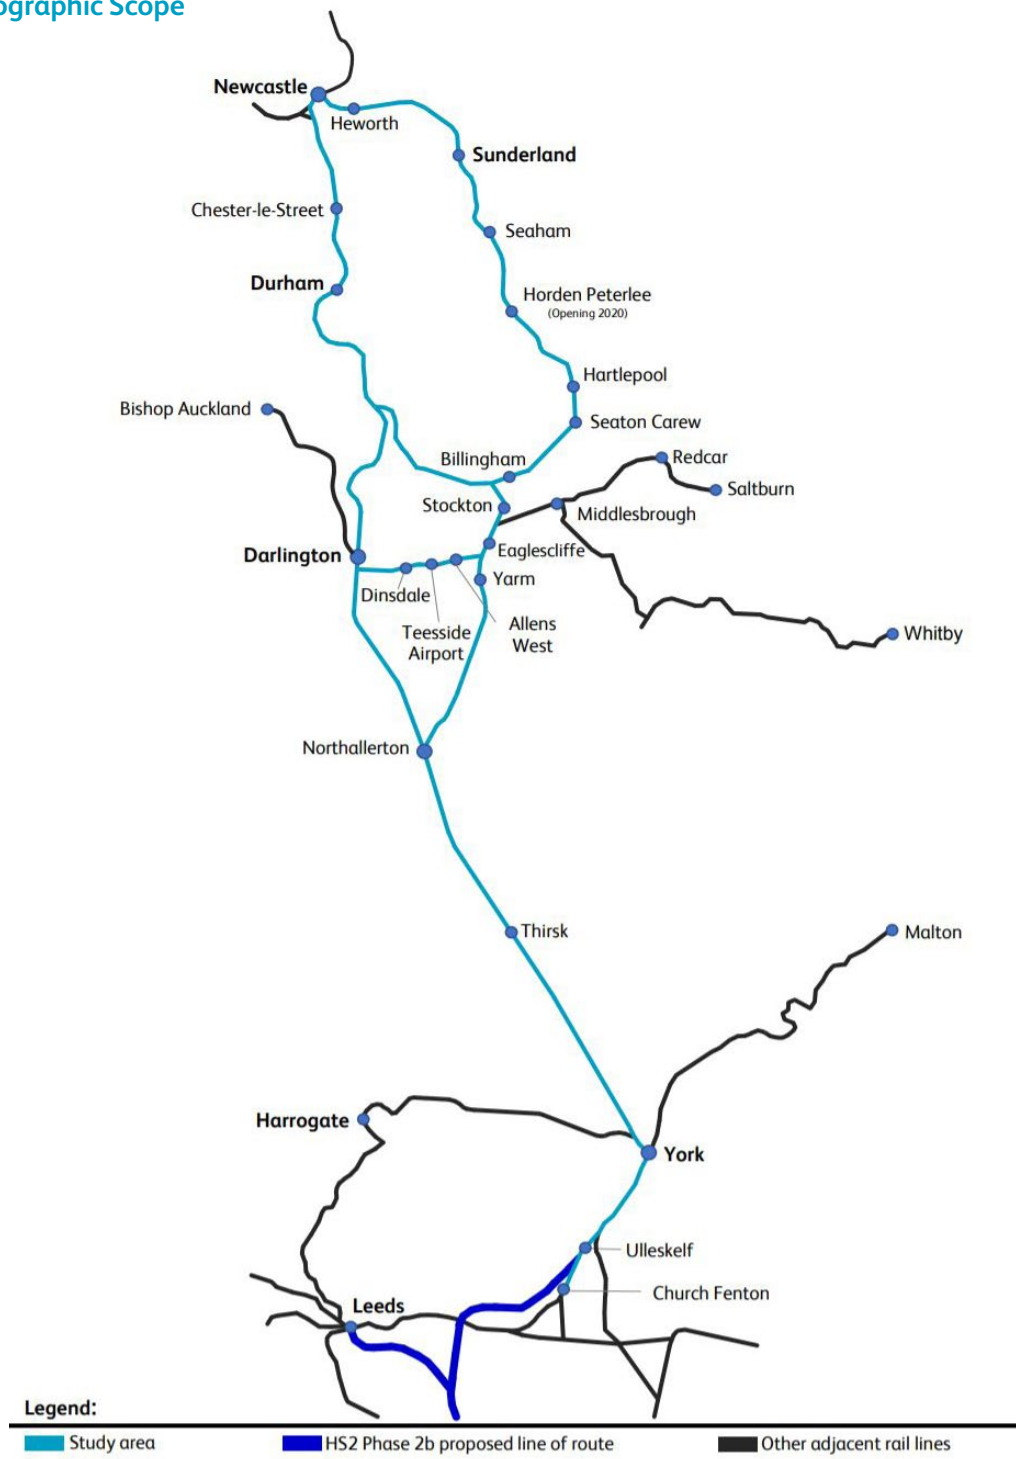 ographic Scope
Newcastle
Heworth
Sunderland
Chester-le-Street
Seaham
Durham
Horden Peterlee
(Opening 2020)
Hartlepool
Bishop Auckland
Seaton Carew
Billingham
Redcar
Saltburn
Stockton
Middlesbrough
Eaglescliffe
Darlington
Yarm
Dinsdale
Allens
West
Teesside
Airport
Whitby
Northallerton
Thirsk
Malton
Harrogate
York
Ulleskelf
Church Fenton
Leeds
Legend:
Study area
HS2 Phase 2b proposed line of route
Other adjacent rail lines